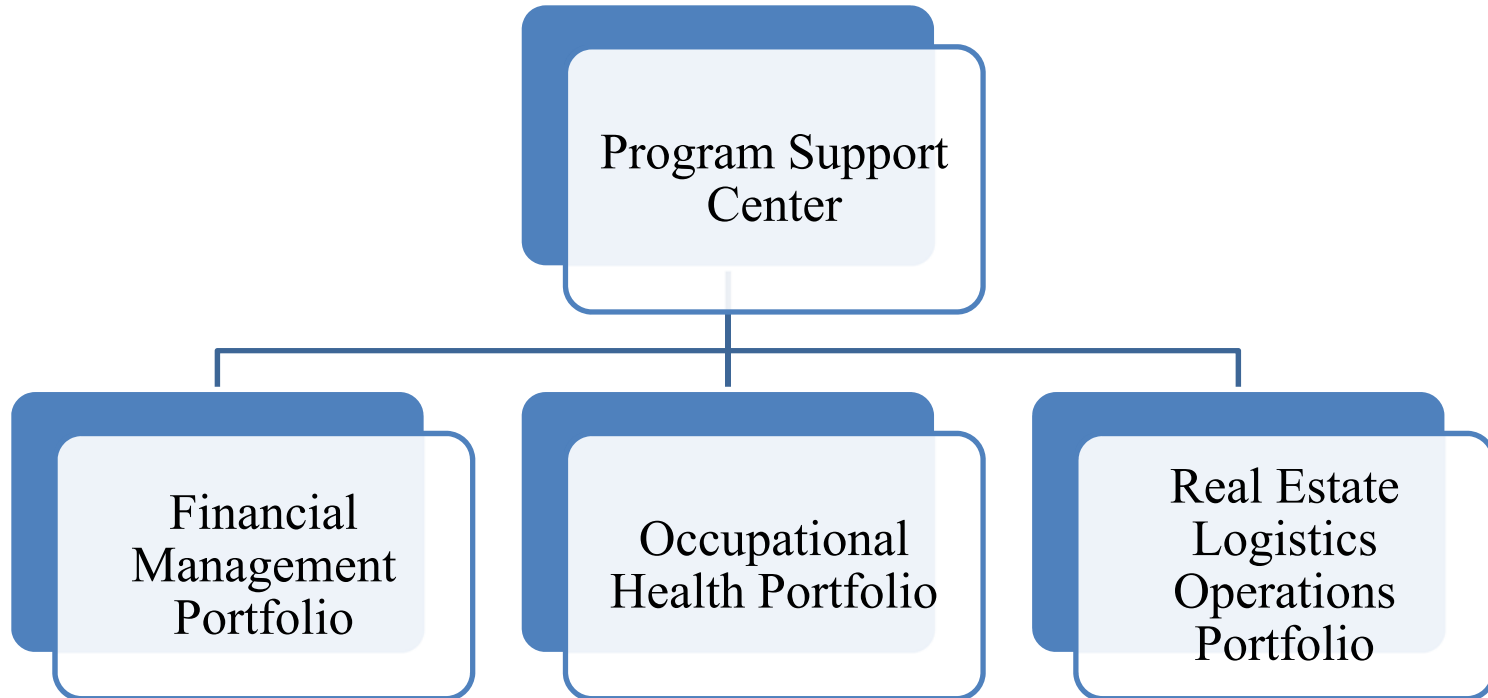 Program Support
Center
Financial
Management
Portfolio
Occupational
Health Portfolio
Real Estate
Logistics
Operations
Portfolio